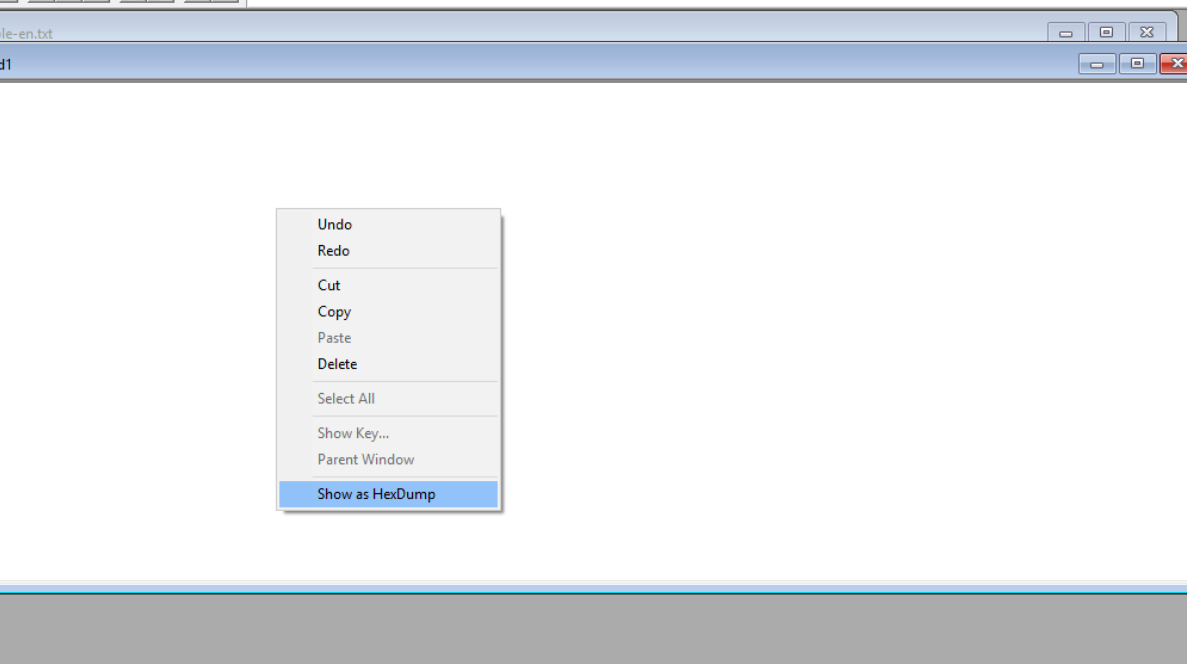 le-en.txt
d1
Undo
Redo
Cut
Copy
Paste
Delete
Select All
Show Key...
Parent Window
Show as HexDump